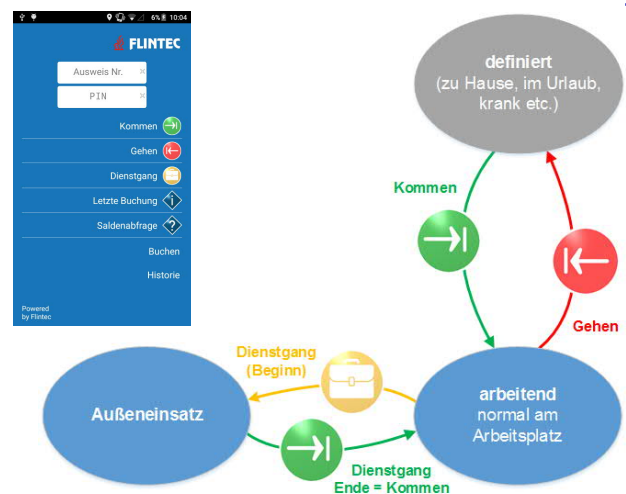 6% 10:04
FLINTEC
Ausweis Nr.
PIN
Kommen
Gehen
Dienstgang
Letzte Buchung
Saldenabfrage
Buchen
Historie
Powered
by Flintec
definiert
(zu Hause, im Urlaub,
krank etc.)
Kommen
Gehen
Dienstgang
(Beginn)
Außeneinsatz
arbeitend
normal am
Arbeitsplatz
Dienstgang
Ende = Kommen